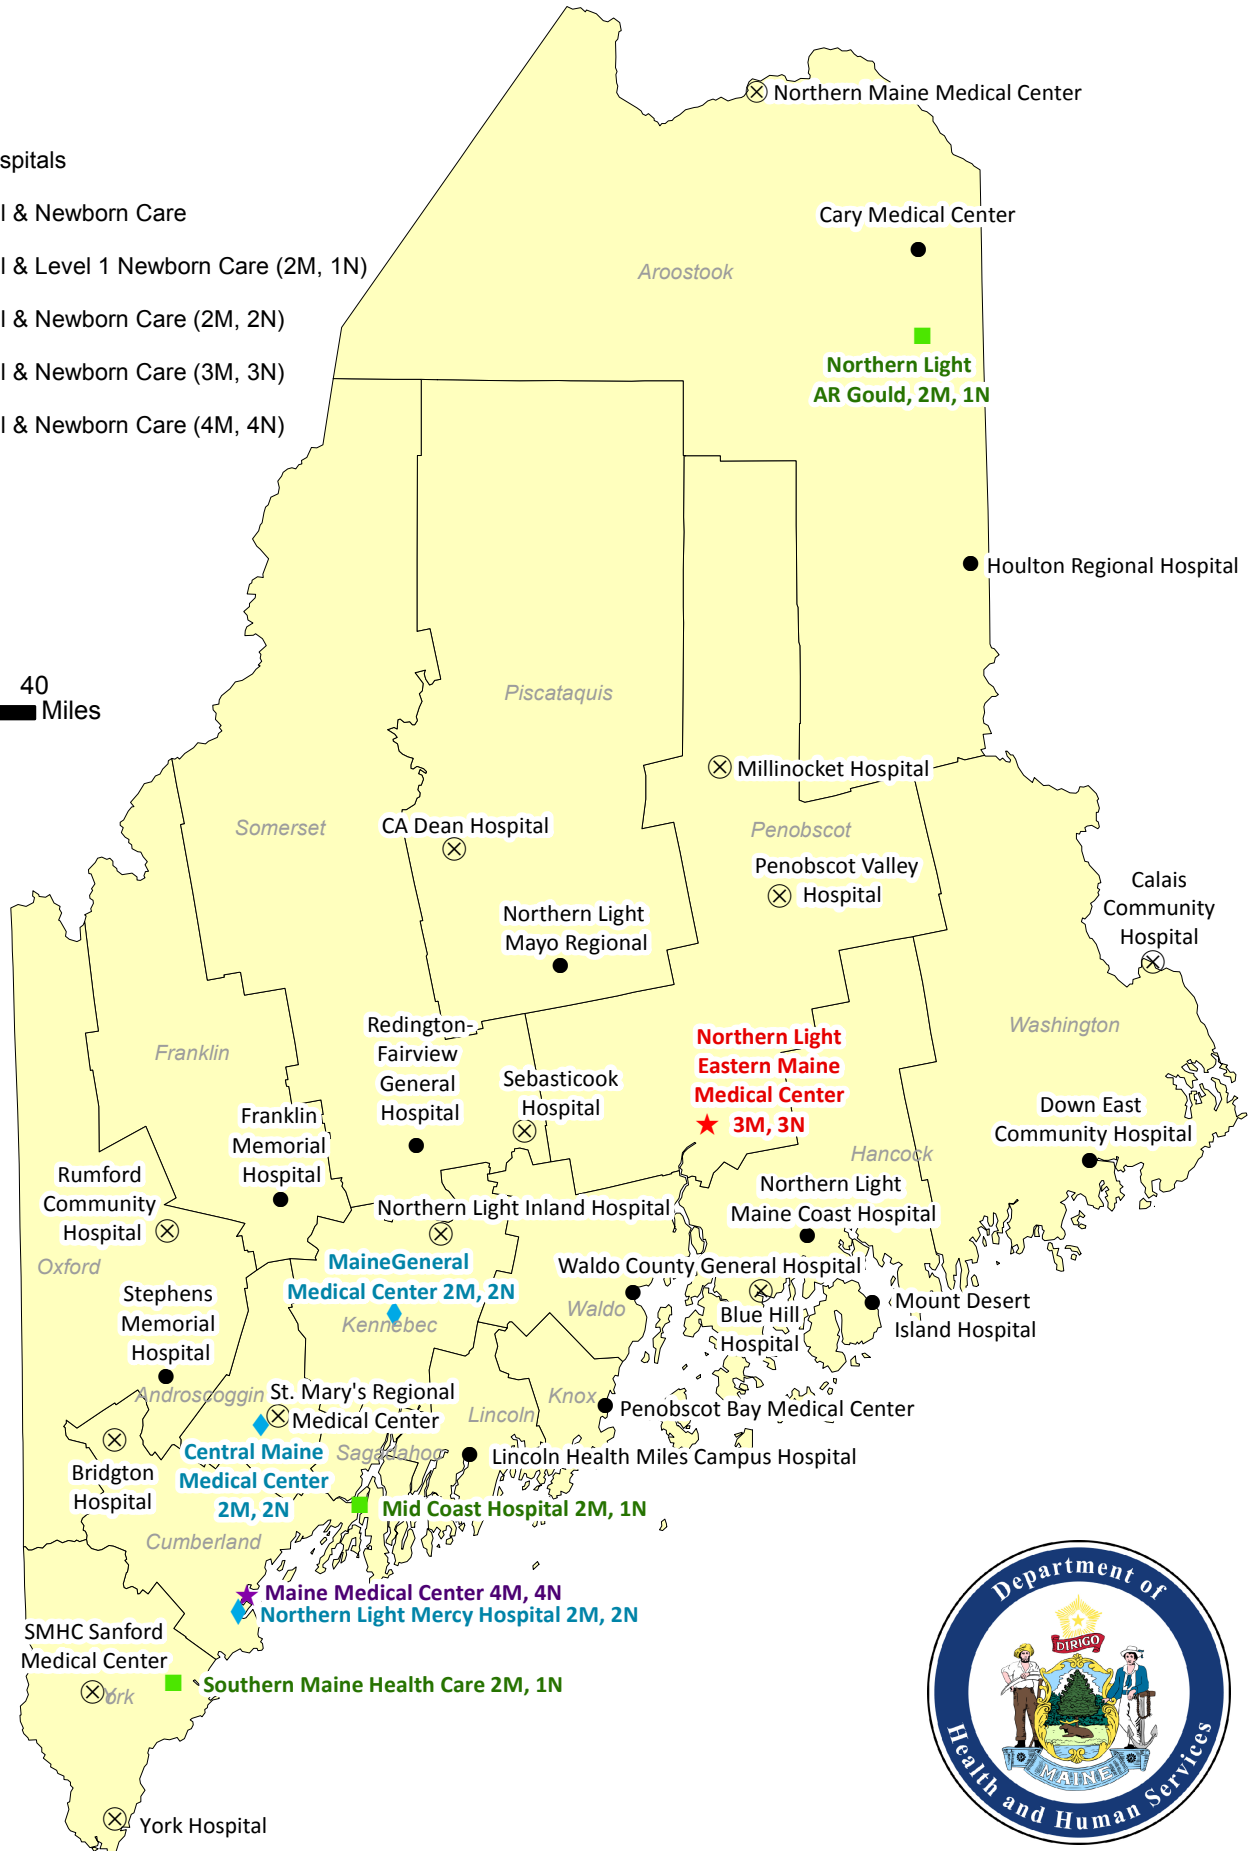 Northern Maine Medical Center
spitals
l & Newborn Care
l & Level 1 Newborn Care (2M, 1N)
l & Newborn Care (2M, 2N)
l & Newborn Care (3M, 3N)
l & Newborn Care (4M, 4N)
Cary Medical Center
Aroostook
Northern Light
AR Gould, 2M, 1N
Houlton Regional Hospital
40
Miles
Piscataquis
Millinocket Hospital
Somerset
CA Dean Hospital
Penobscot
Penobscot Valley
Hospital
Calais
Community
Hospital
Northern Light
Mayo Regional
Washington
Franklin
Redington-
Fairview
General
Hospital
Sebasticook
Hospital
Northern Light
Eastern Maine
Medical Center
3M, 3N
Down East
Community Hospital
Franklin
Memorial
Hospital
Hancock
Rumford
Community
Hospital
Northern Light
Maine Coast Hospital
Northern Light Inland Hospital
Oxford
MaineGeneral
Medical Center 2M, 2N
Kennebec
Waldo County General Hospital
Waldo
Blue Hill
Hospital
Mount Desert
Island Hospital
Stephens
Memorial
Hospital
Androscoggin
St. Mary's Regional
Medical Center
Lincoln
Knox
Penobscot Bay Medical Center
Central Maine
Medical Center
2M, 2N
Sagadahoc
Lincoln Health Miles Campus Hospital
Bridgton
Hospital
Mid Coast Hospital 2M, 1N
Cumberland
Maine Medical Center 4M, 4N
Northern Light Mercy Hospital 2M, 2N
SMHC Sanford
Medical Center
York
Southern Maine Health Care 2M, 1N
York Hospital
Department of
DIRIGO
MAINE
Health and Human Services